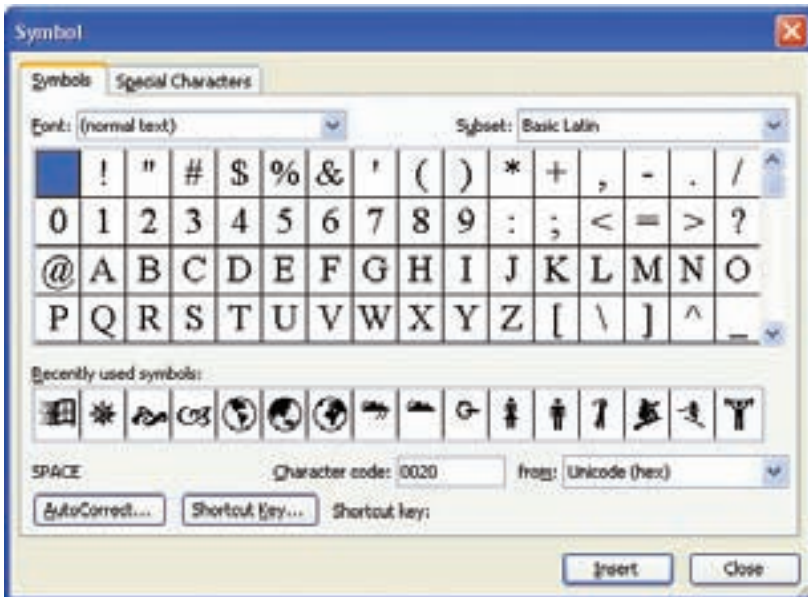 Symbol
Symbols Special Characters
Font: (normal text) Subset: Basic Latin
! " # $ % & ' ( ) * + , - . /
0 1 2 3 4 5 6 7 8 9 : ; < = > ?
@ A B C D E F G H I J K L M N O
P Q R S T U V W X Y Z [ \ ] ^ _
Recently used symbols:
SPACE Character code: 0020 from: Unicode (hex)
AutoCorrect... Shortcut Key... Shortcut key:
Insert Close